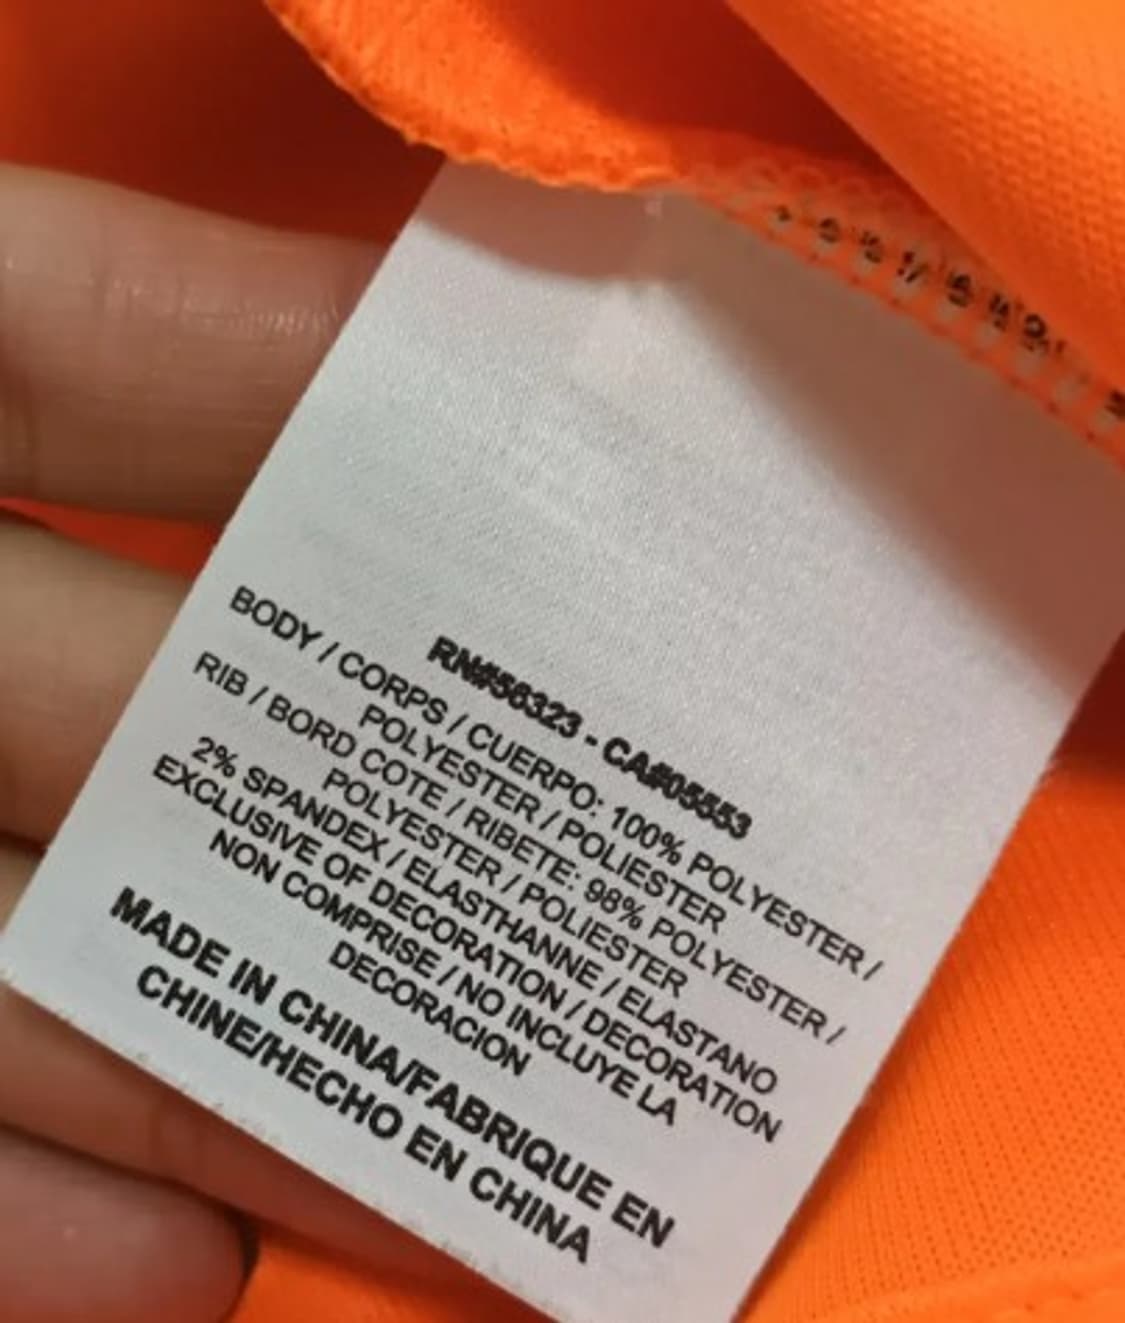 RN#56323 - CA#05553
BODY / CORPS / CUERPO: 100% POLYESTER /
POLYESTER / POLIESTER
RIB / BORD COTE / RIBETE: 98% POLYESTER /
POLYESTER / POLIESTER
2% SPANDEX / ELASTHANNE / ELASTANO
EXCLUSIVE OF DECORATION / DECORATION
NON COMPRISE / NO INCLUYE LA
DECORACION
MADE IN CHINA/FABRIQUE EN
CHINE/HECHO EN CHINA